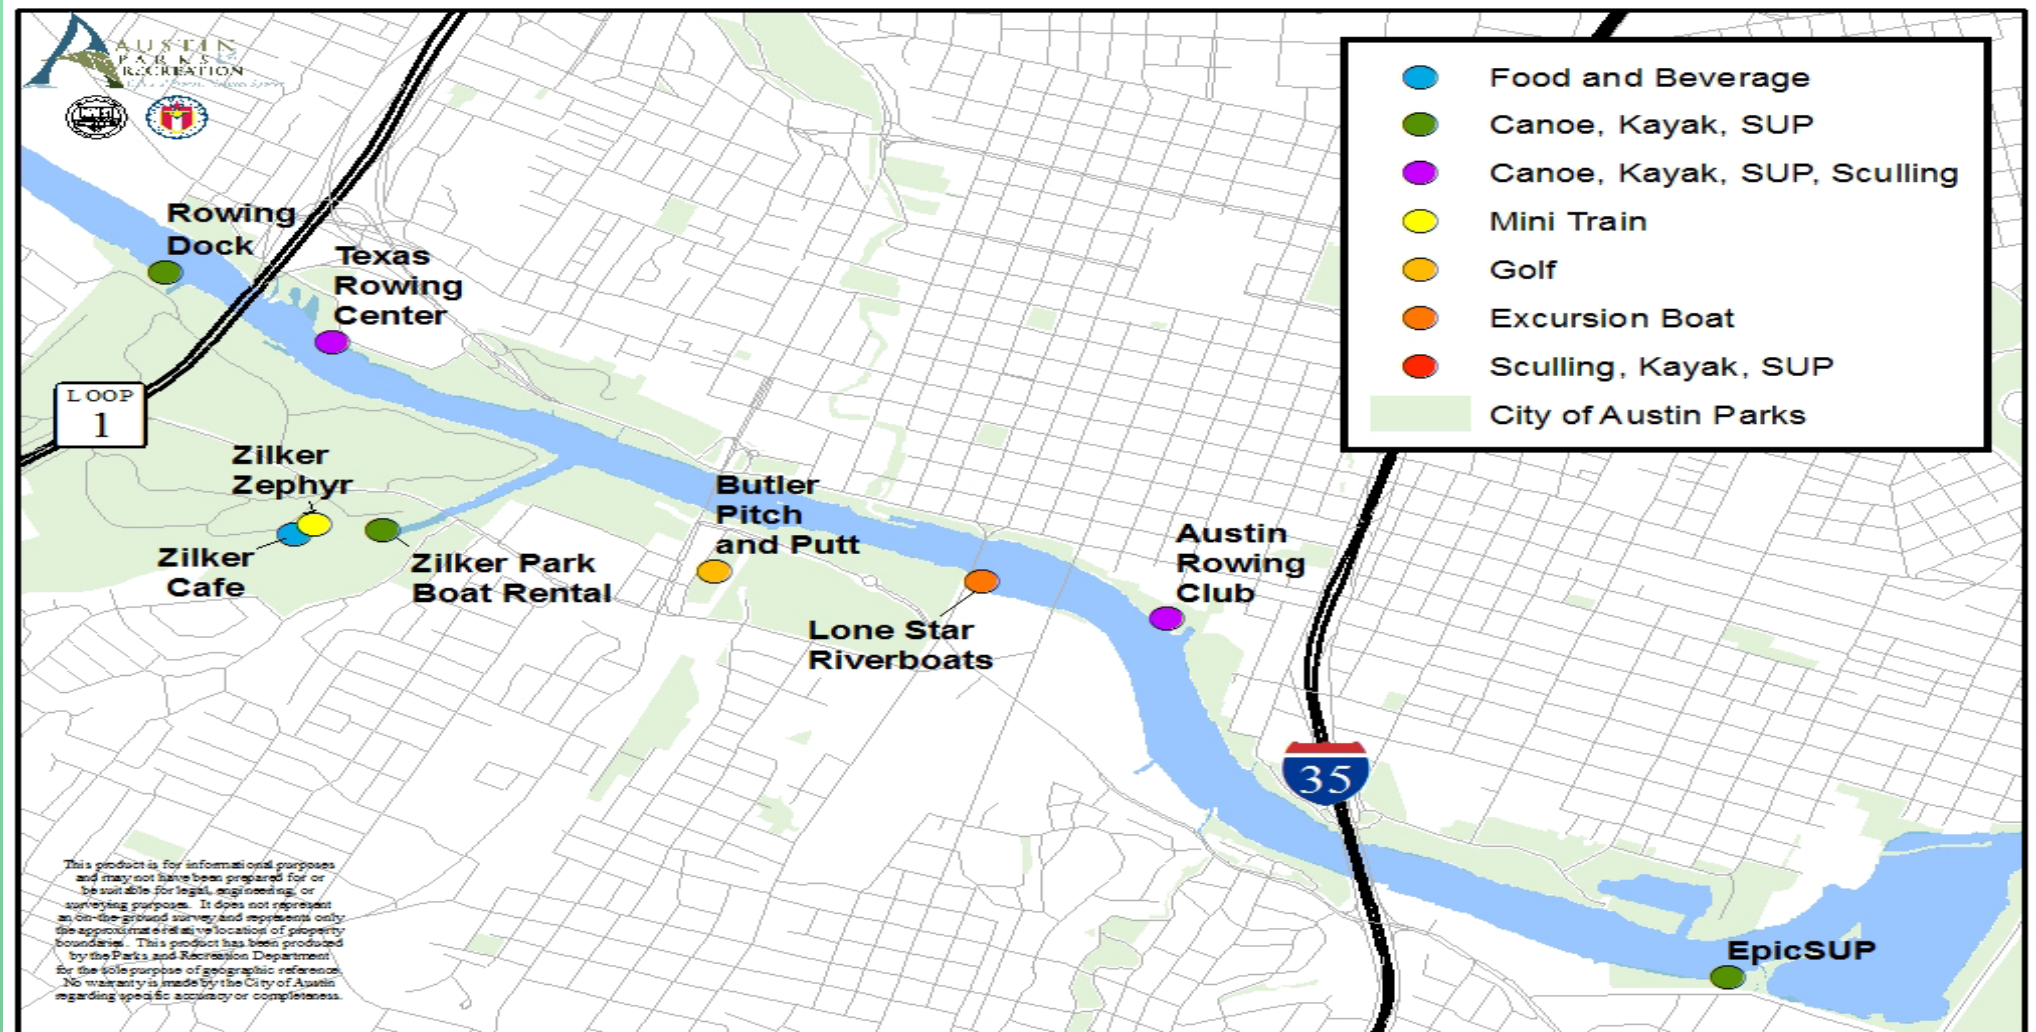 AUSTIN
PARKS
RECREATION
Food and Beverage
Canoe, Kayak, SUP
Canoe, Kayak, SUP, Sculling
Mini Train
Golf
Excursion Boat
Sculling, Kayak, SUP
City of Austin Parks
Rowing
Dock
Texas
Rowing
Center
LOOP
1
Zilker
Zephyr
Zilker
Cafe
Zilker Park
Boat Rental
Butler
Pitch
and Putt
Lone Star
Riverboats
Austin
Rowing
Club
35
EpicSUP
This product is for informational purposes
and may not have been prepared for or
be suitable for legal, engineering, or
surveying purposes. It does not represent
an on-the-ground survey and represents only
the approximate relative location of property
boundaries. This product has been produced
by the Parks and Recreation Department
for the sole purpose of geographic reference.
No warranty is made by the City of Austin
regarding specific accuracy or completeness.